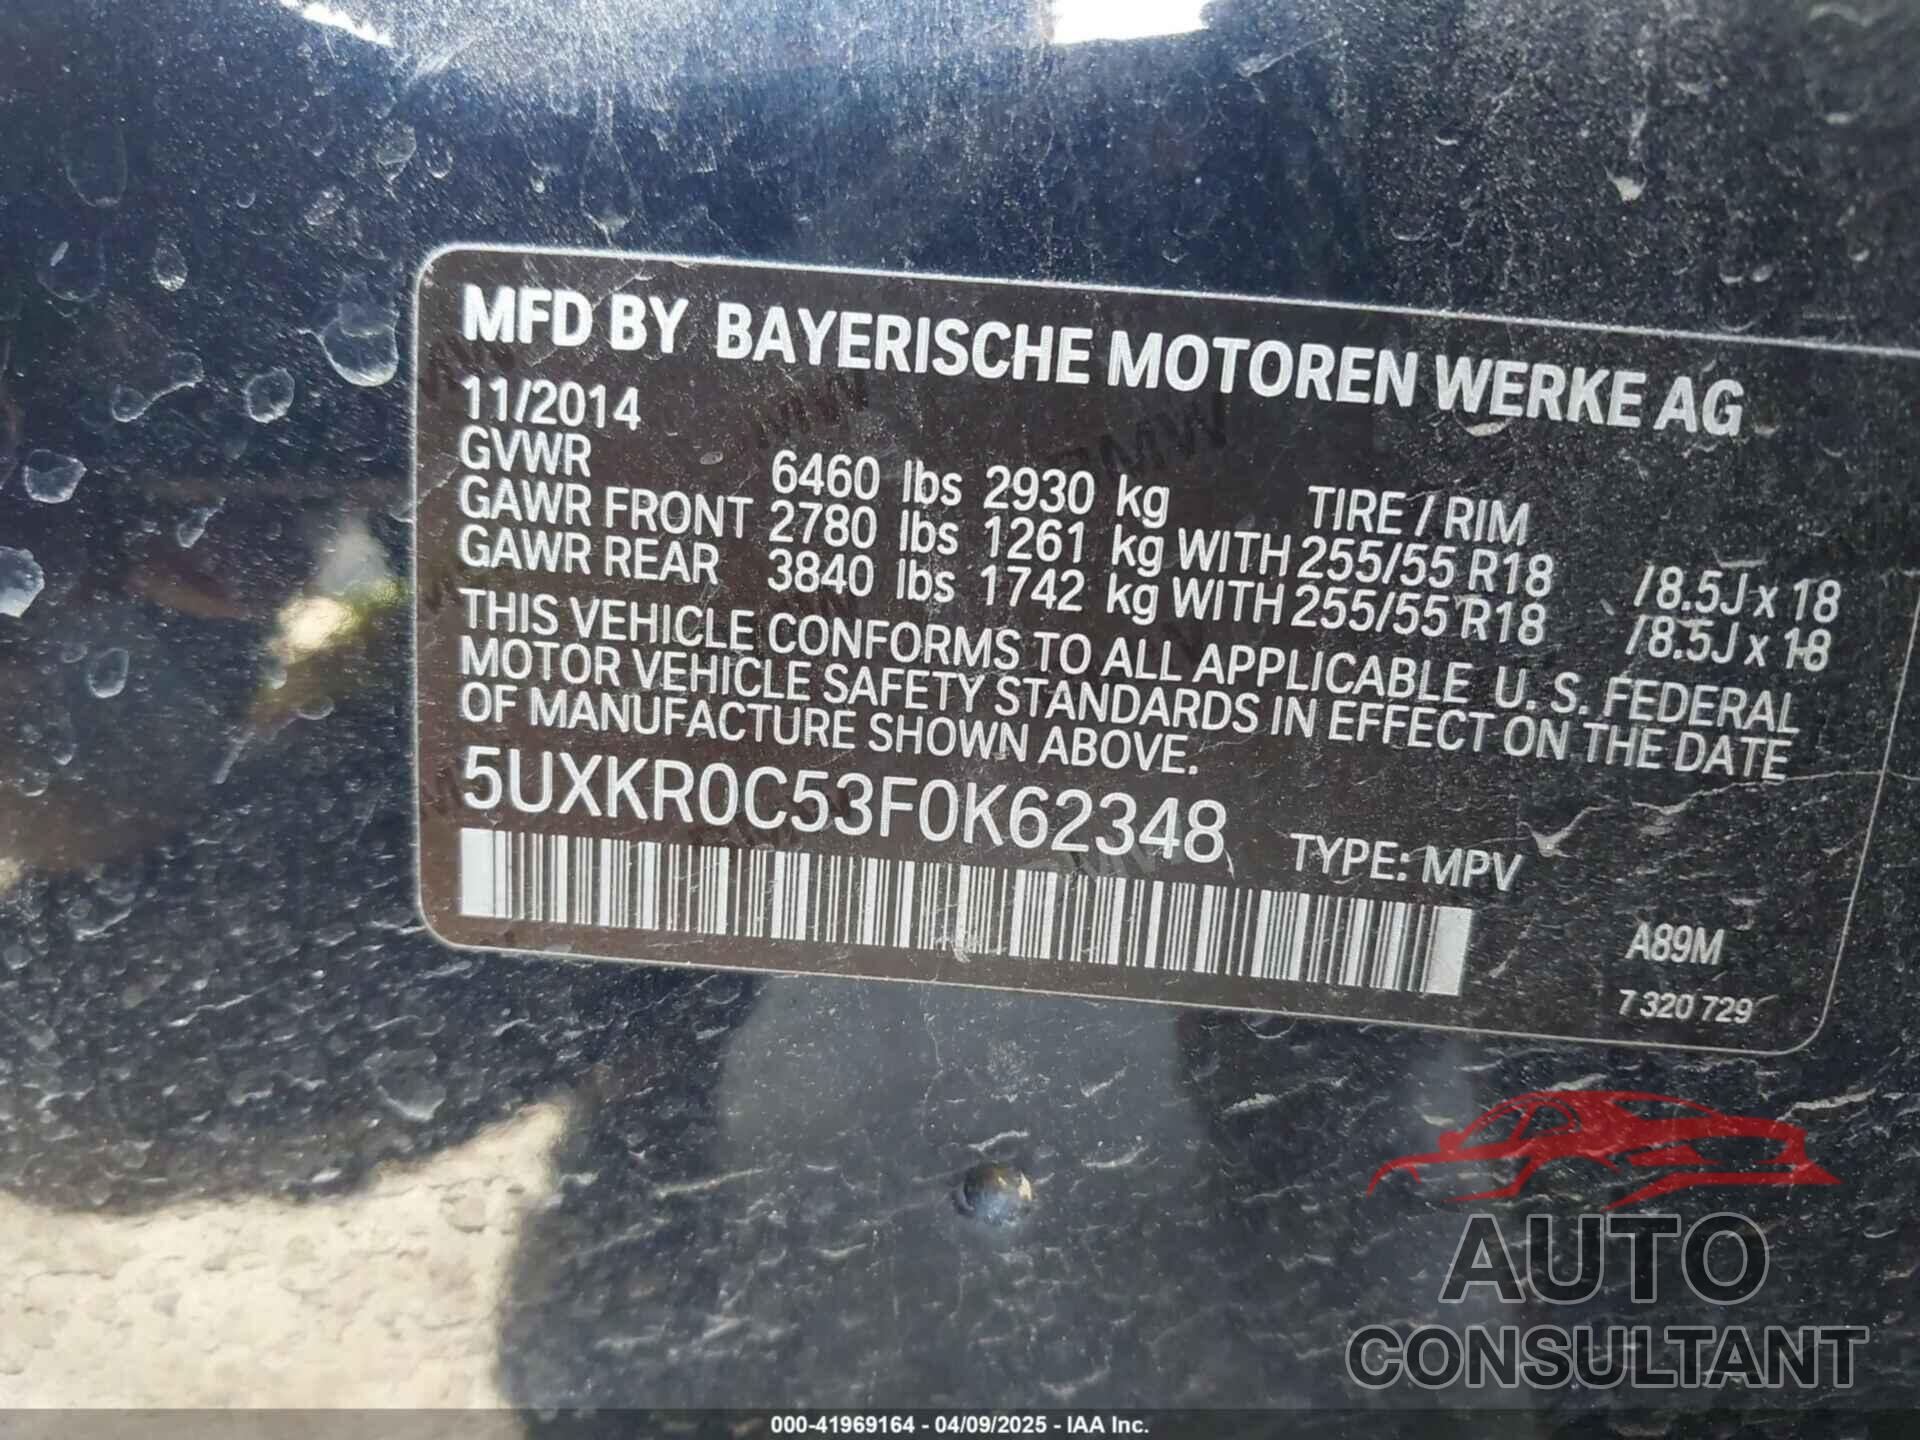 MFD BY BAYERISCHE MOTOREN WERKE AG
11/2014
GVWR 6460 lbs 2930 kg TIRE / RIM
GAWR FRONT 2780 lbs 1261 kg WITH 255/55 R18 /8.5J x 18
GAWR REAR 3840 lbs 1742 kg WITH 255/55 R18 /8.5J x 18
THIS VEHICLE CONFORMS TO ALL APPLICABLE U. S. FEDERAL
MOTOR VEHICLE SAFETY STANDARDS IN EFFECT ON THE DATE
OF MANUFACTURE SHOWN ABOVE.
5UXKR0C53F0K62348 TYPE: MPV
A89M
7 320 729
AUTO
CONSULTANT
000-41969164 - 04/09/2025 - IAA Inc.